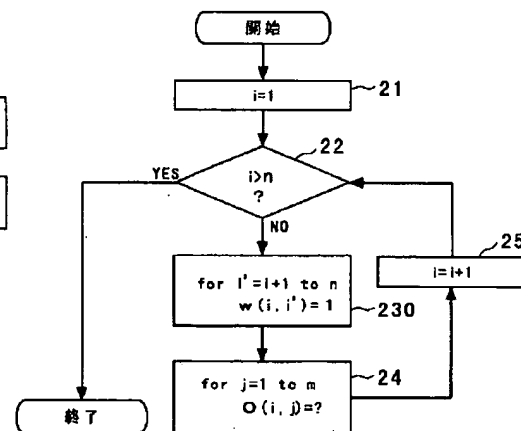 開始
i=1
21
22
YES
i>n
?
NO
25
i=i+1
for i'=i+1 to n
w(i, i')=1
230
for j=1 to m
O(i, j)=?
24
終了